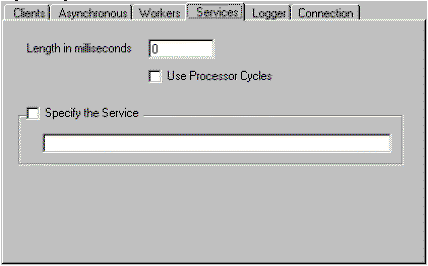 Clients Asynchronous Workers Services Logger Connection
Length in milliseconds 0
Use Processor Cycles
Specify the Service